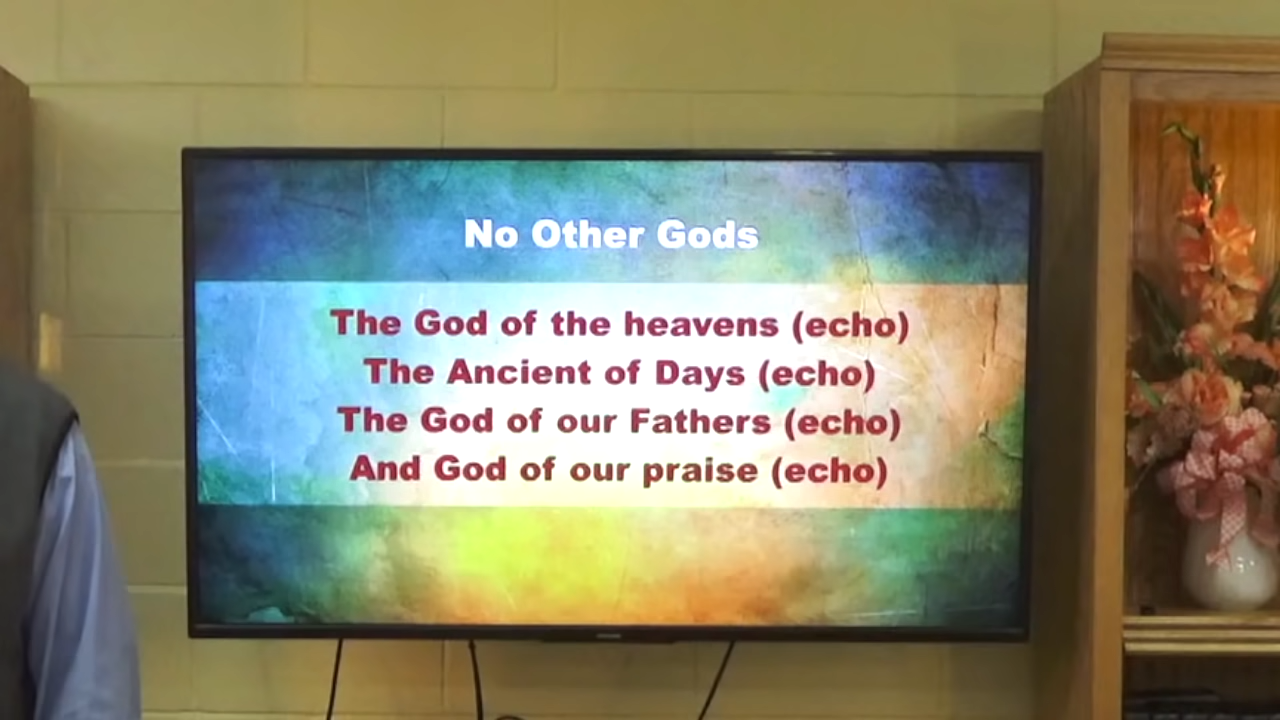 No Other Gods
The God of the heavens (echo)
The Ancient of Days (echo)
The God of our Fathers (echo)
And God of our praise (echo)